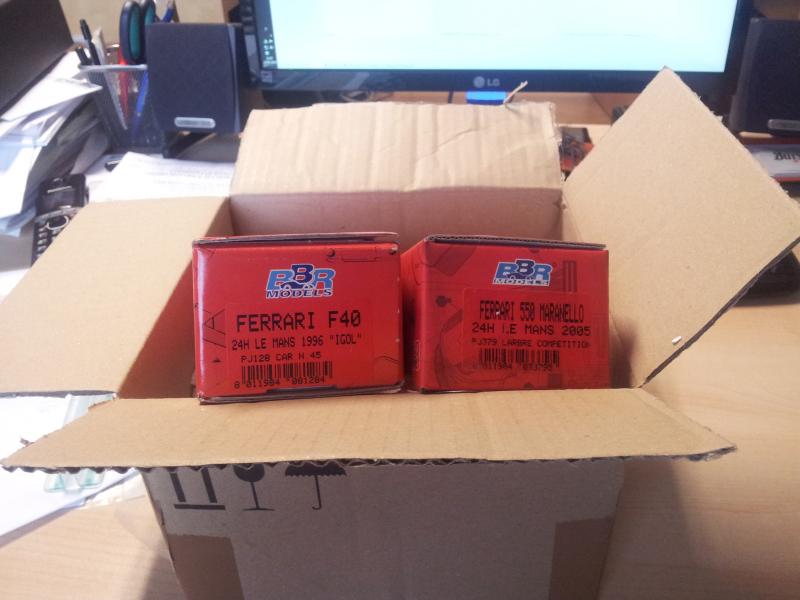 LG
BBR
MODELS
FERRARI F40
24H LE MANS 1996 "IGOL"
PJ128 CAR N 45
8 011984 081284
BBR
MODELS
FERRARI 550 MARANELLO
24H LE MANS 2005
PJ379 LARBRE COMPETITION